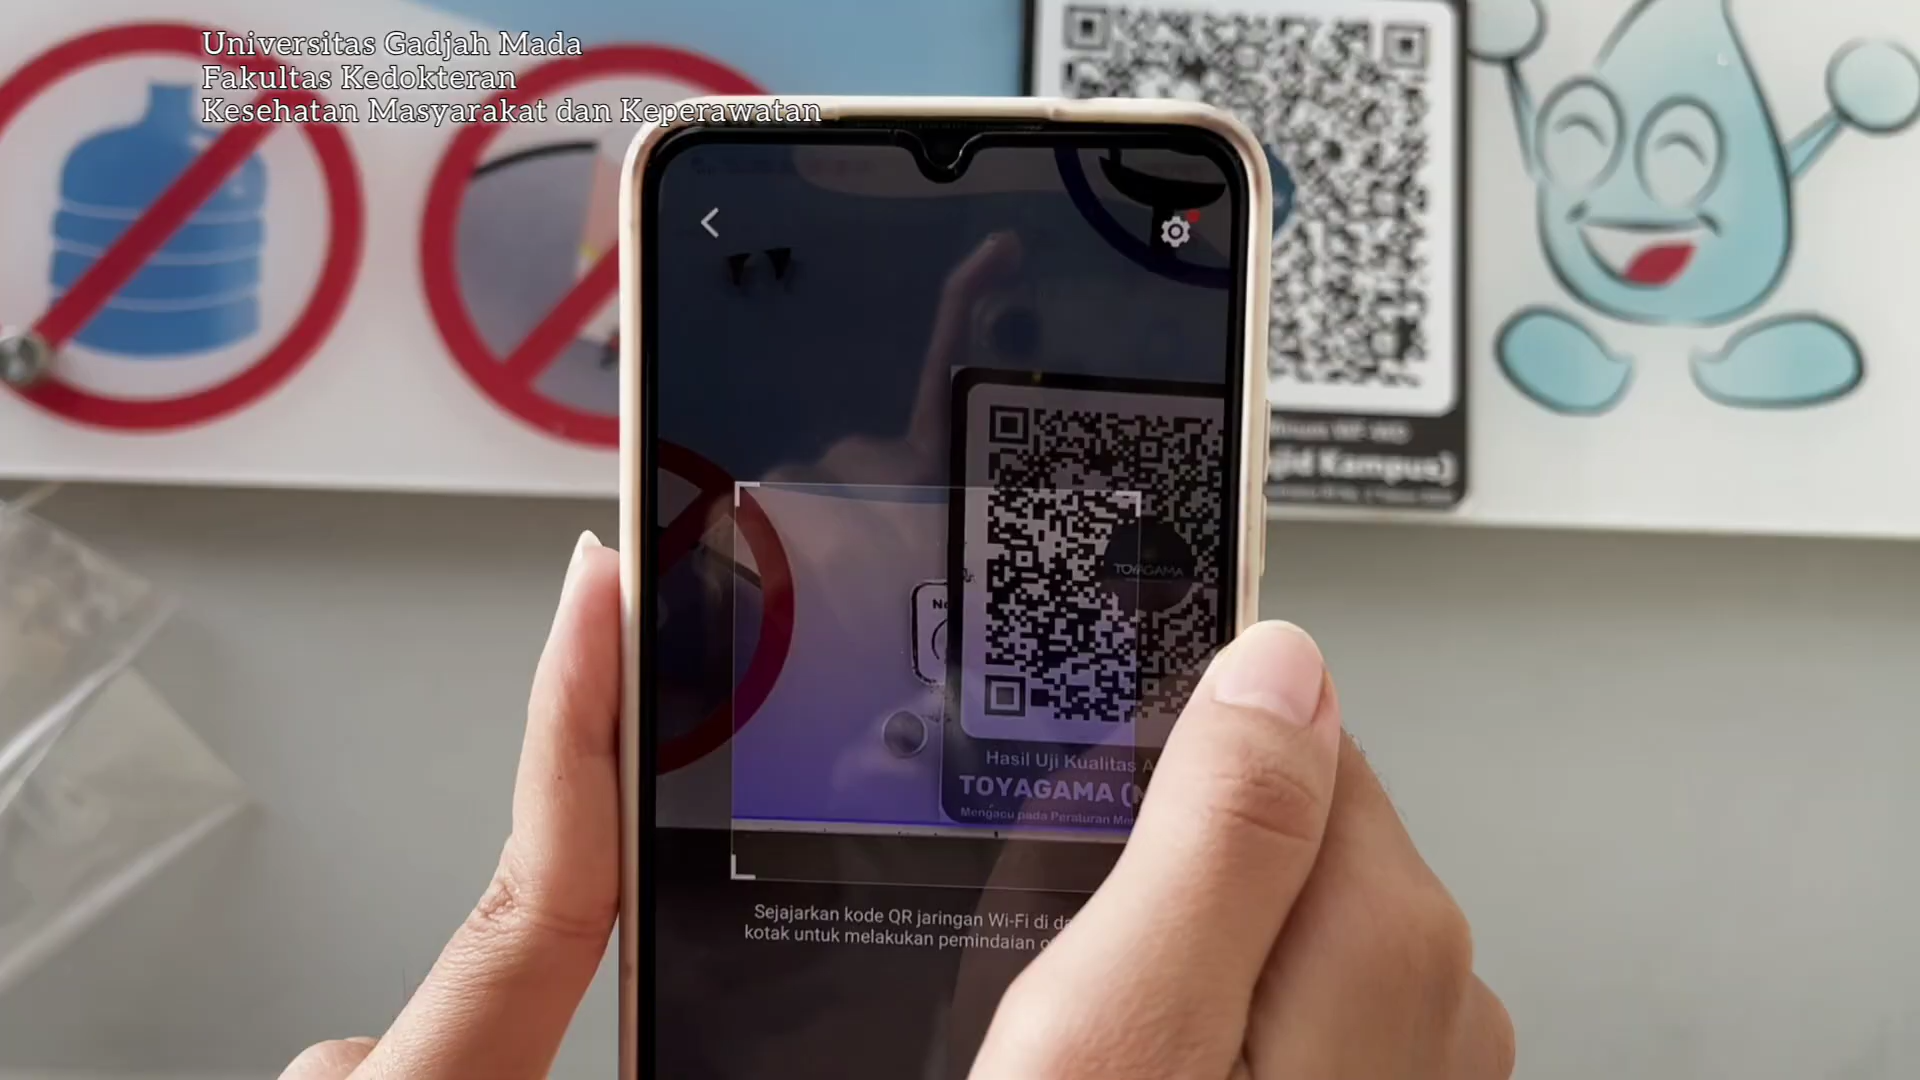 Universitas Gadjah Mada
Fakultas Kedokteran
Kesehatan Masyarakat dan Keperawatan
Kampus)
TOYAGAMA
Hasil Uji Kualitas
TOYAGAMA (
Mengacu pada Peraturan
Sejajarkan kode QR jaringan Wi-Fi di
kotak untuk melakukan pemindaian